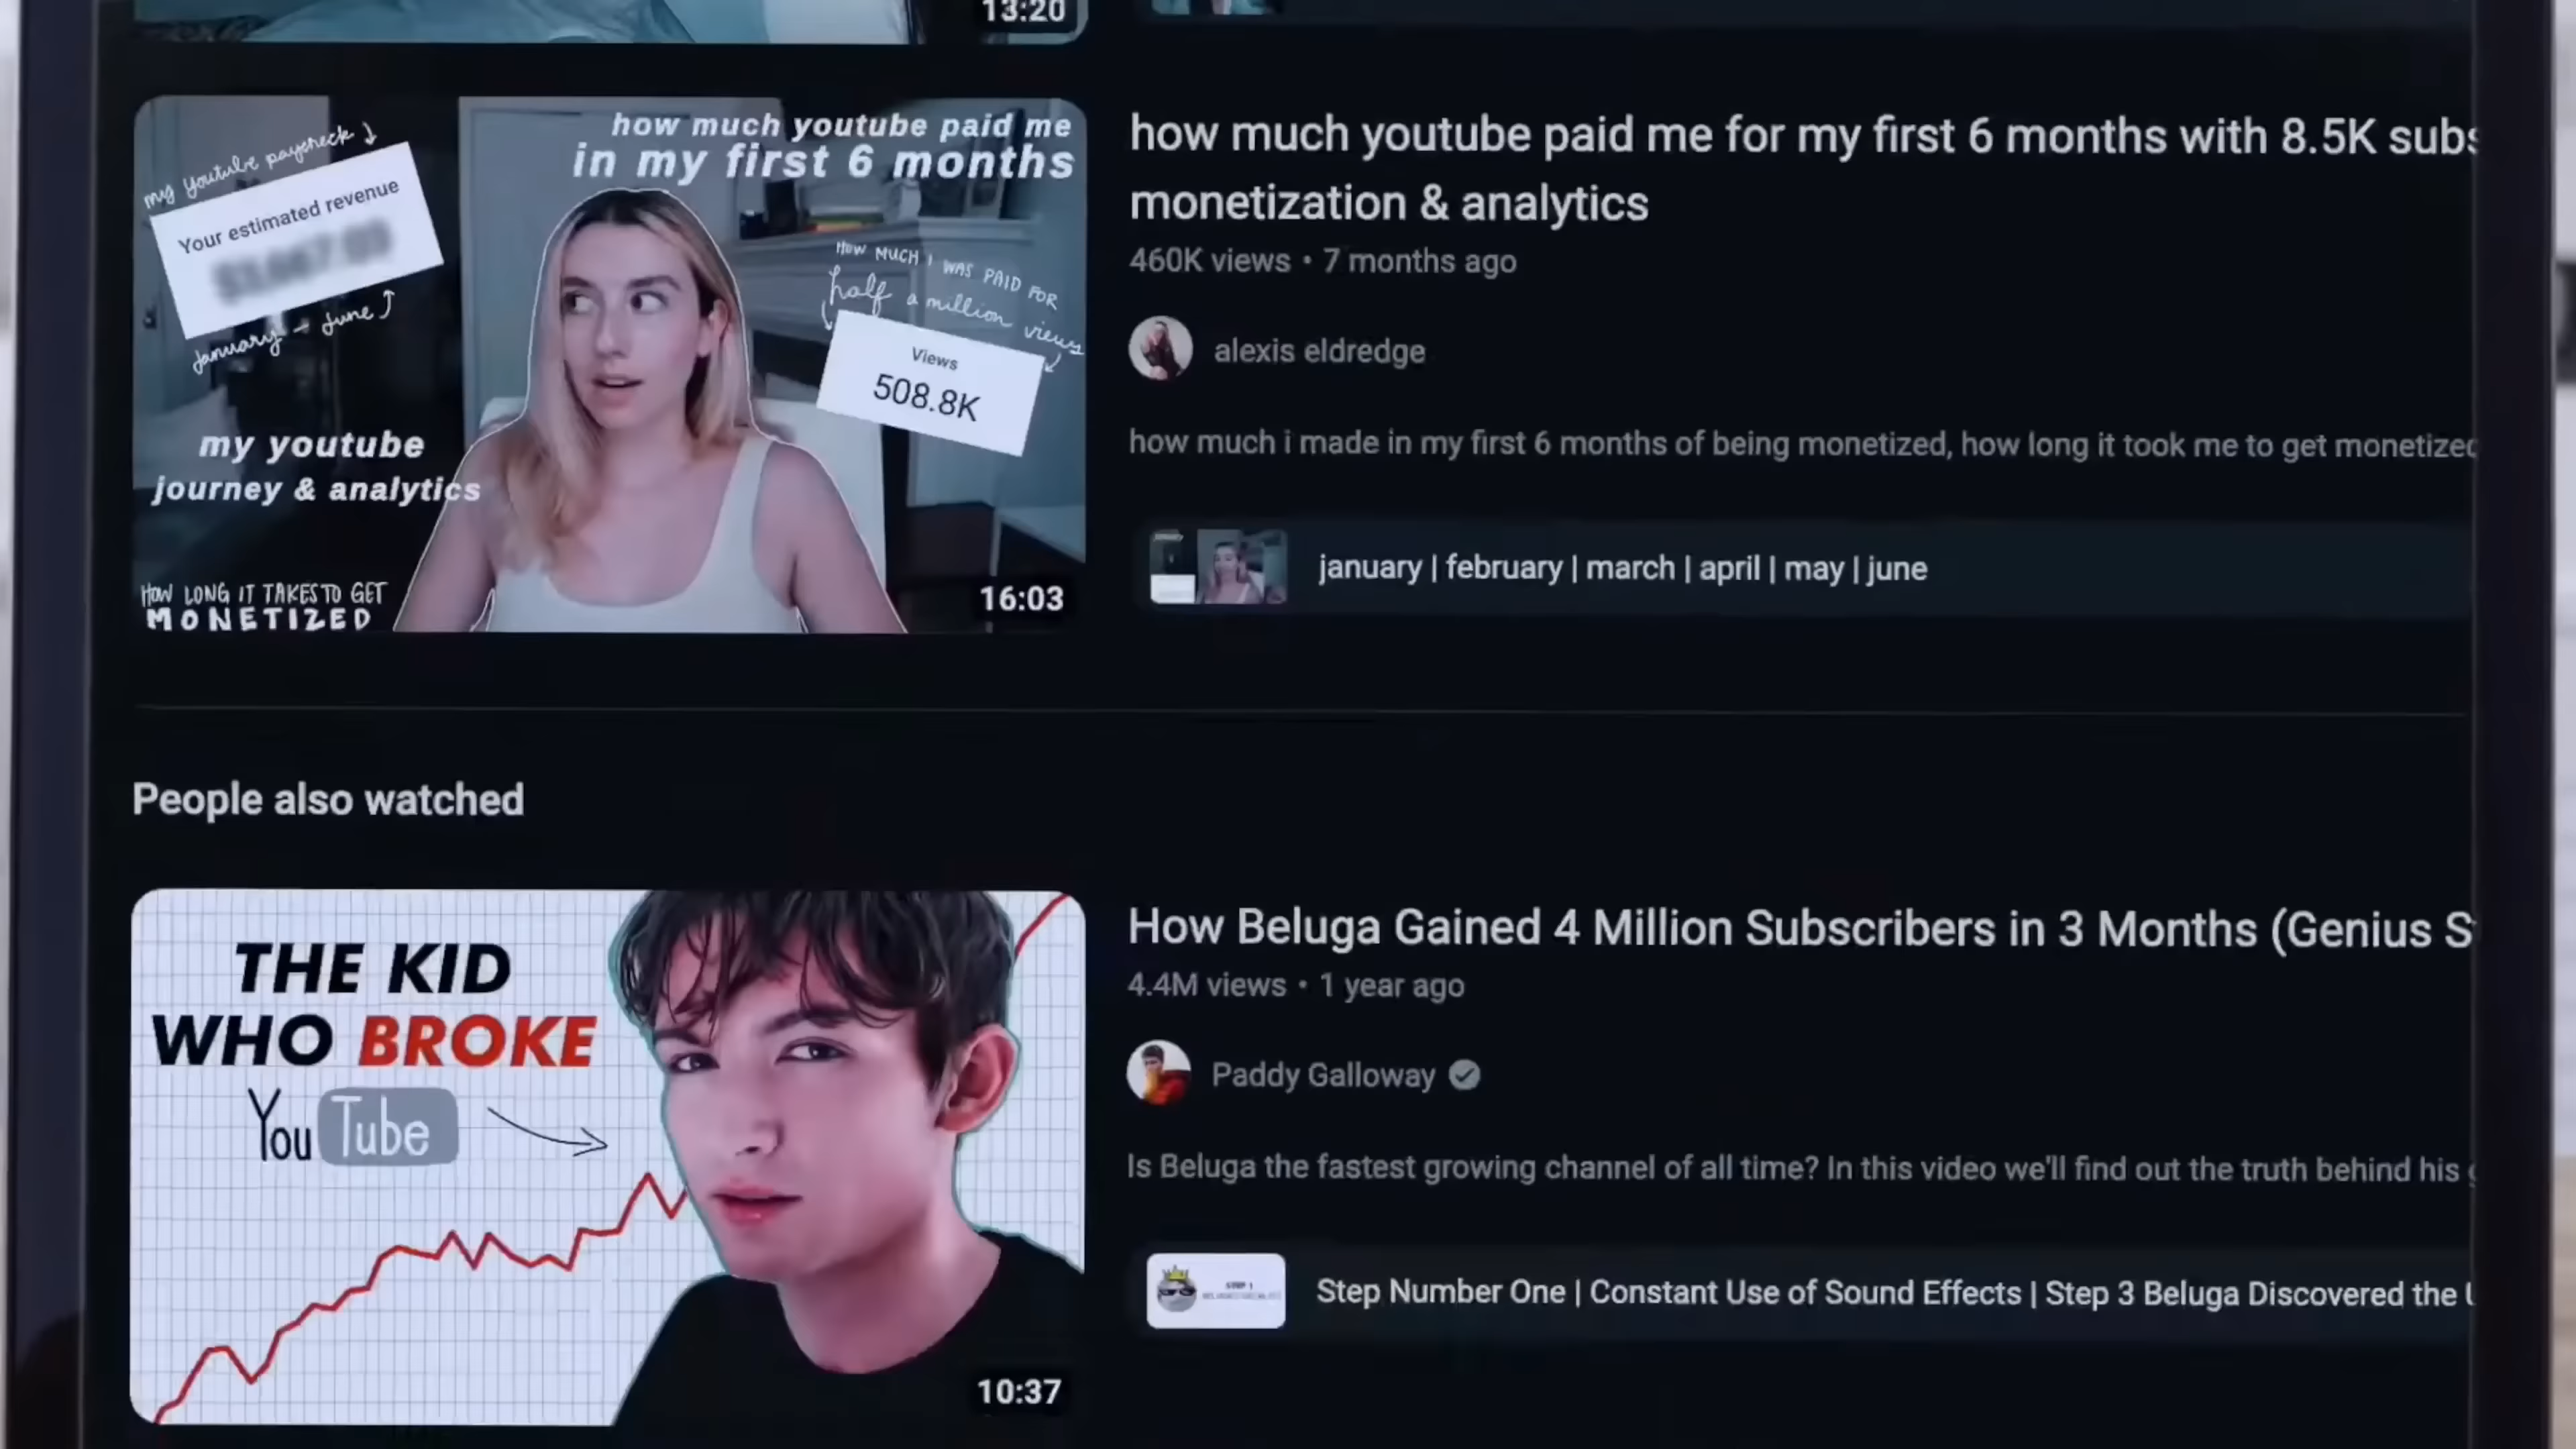 13:20
my youtube paycheck
Your estimated revenue
January - June
how much youtube paid me
in my first 6 months
HOW MUCH I WAS PAID FOR
half a million views
Views
508.8K
my youtube
journey & analytics
HOW LONG IT TAKES TO GET
MONETIZED
16:03
how much youtube paid me for my first 6 months with 8.5K subs
monetization & analytics
460K views • 7 months ago
alexis eldredge
how much i made in my first 6 months of being monetized, how long it took me to get monetized
january | february | march | april | may | june
People also watched
THE KID
WHO BROKE
YouTube
10:37
How Beluga Gained 4 Million Subscribers in 3 Months (Genius S
4.4M views • 1 year ago
Paddy Galloway
Is Beluga the fastest growing channel of all time? In this video we'll find out the truth behind his
STEP 1
Step Number One | Constant Use of Sound Effects | Step 3 Beluga Discovered the